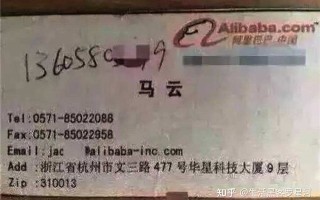 Alibaba.com
阿里巴巴·中国
马云
Tel:0571-85022088
Fax:0571-85022958
Email:jac @alibaba-inc.com
Add :浙江省杭州市文三路477号华星科技大厦9层
Zip :310013
知乎